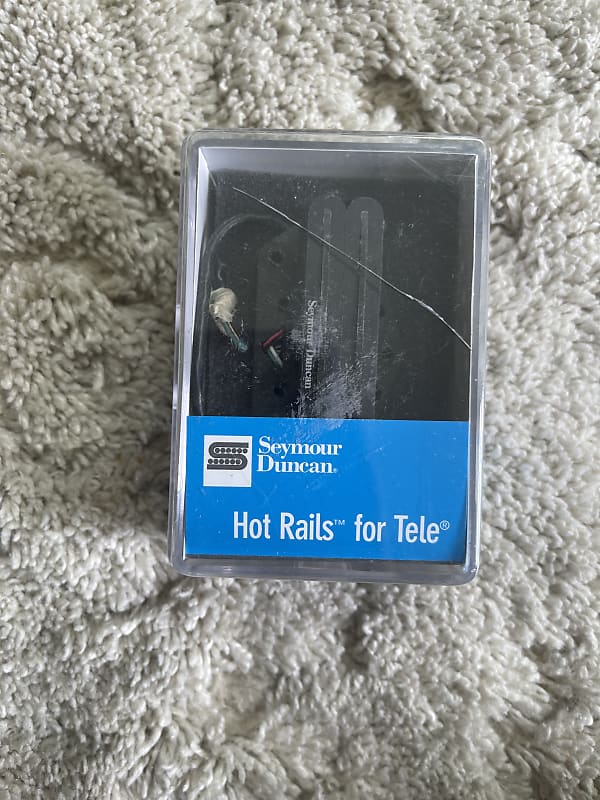 Seymour Duncan
Seymour
Duncan®
Hot Rails™ for Tele®